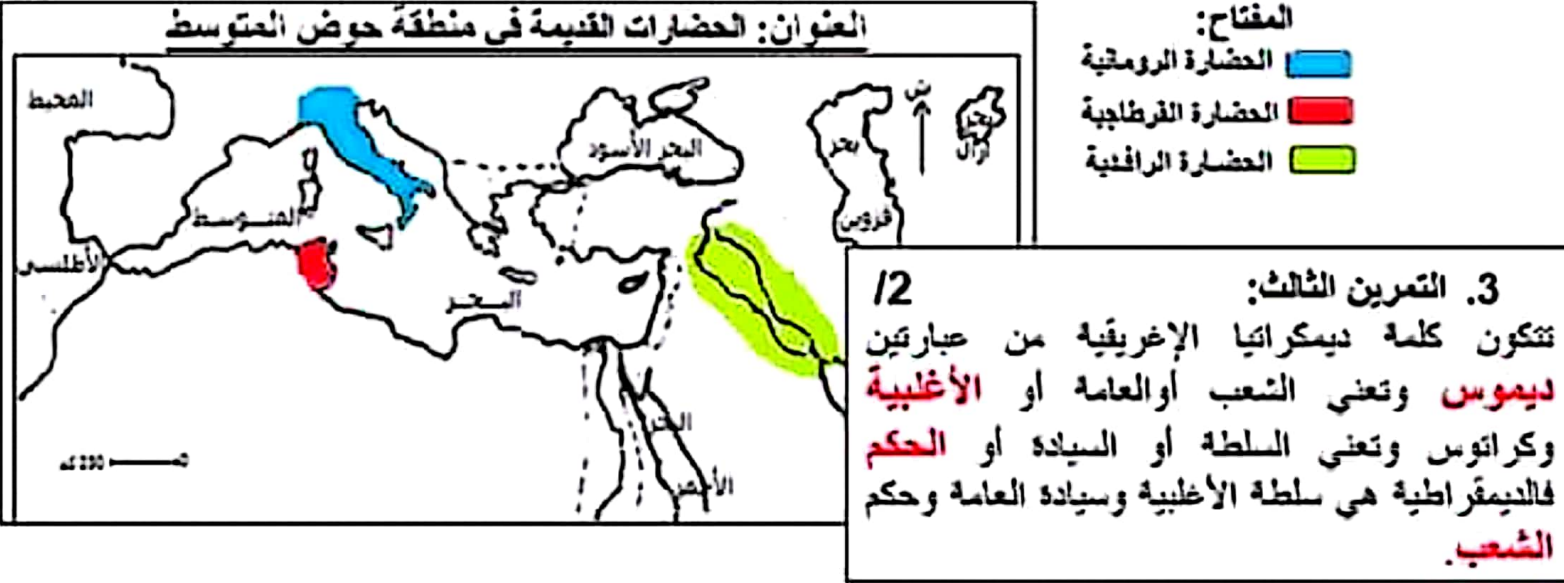 العنوان: الحضارات القديمة في منطقة حوض المتوسط
المفتاح:
الحضارة الرومانية
الحضارة القرطاجية
الحضارة الرافدية
المحيط
الأطلسي
البحر
المتوسط
البحر الأسود
بحر
قزوين
ش
بحر
آرال
البحر
الأحمر
0
3. التمرين الثالث: /2
تتكون كلمة ديمكراتيا الإغريقية من عبارتين
ديموس وتعني الشعب أوالعامة أو الأغلبية
وكراتوس وتعني السلطة أو السيادة أو الحكم
فالديمقراطية هي سلطة الأغلبية وسيادة العامة وحكم
الشعب.